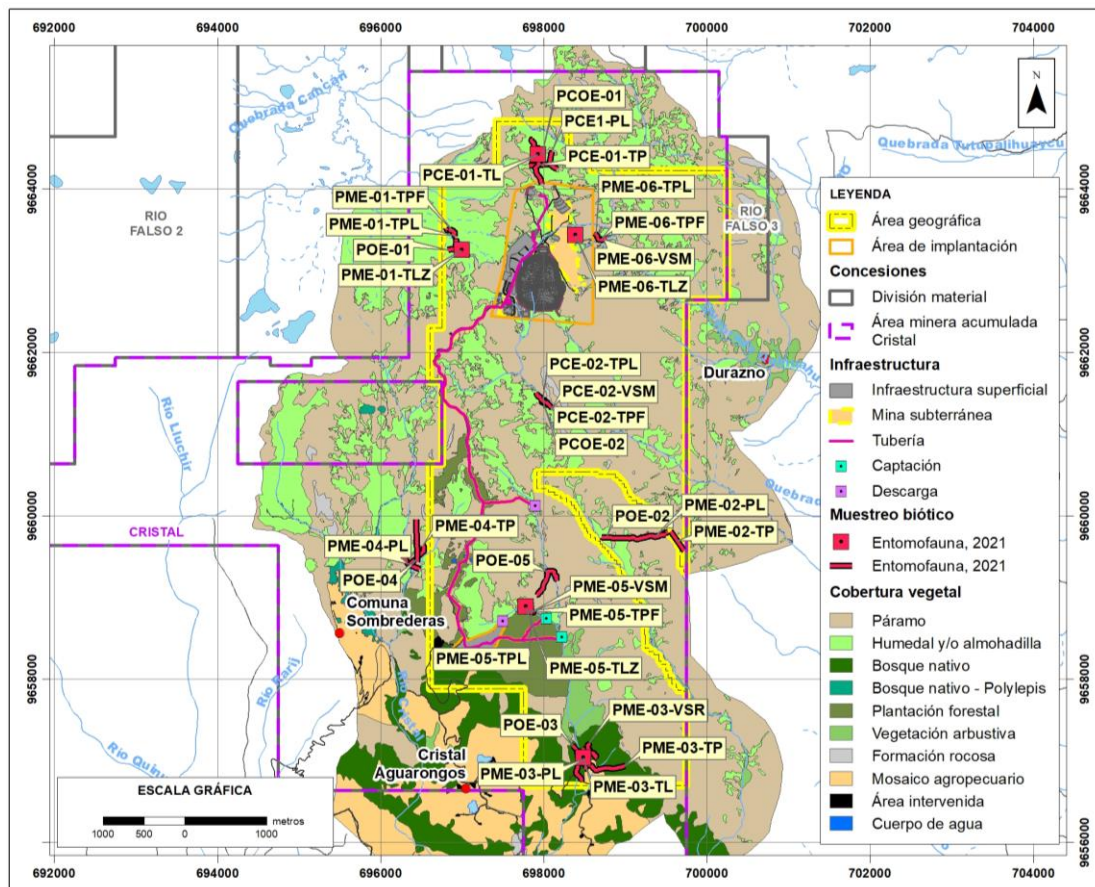 692000 694000 696000 698000 700000 702000 704000
9664000
9662000
9660000
9658000
9664000
9662000
9660000
9658000
9656000
Quebrada Cancán
RIO
FALSO 2
PCOE-01
PCE1-PL
PCE-01-TP
PCE-01-TL
PME-01-TPF
PME-01-TPL
POE-01
PME-01-TLZ
PME-06-TPL
PME-06-TPF
PME-06-VSM
PME-06-TLZ
RIO
FALSO 3
Durazno
PCE-02-TPL
PCE-02-VSM
PCE-02-TPF
PCOE-02
Rio Lluchir
CRISTAL
PME-04-TP
PME-04-PL
POE-04
POE-02
PME-02-PL
PME-02-TP
POE-05
PME-05-VSM
PME-05-TPF
PME-05-TPL
PME-05-TLZ
Comuna
Sombrederas
Rio Cristal
Cristal
Aguarongos
POE-03
PME-03-VSR
PME-03-TP
PME-03-PL
PME-03-TL
N
LEYENDA
Área geográfica
Área de implantación
Concesiones
División material
Área minera acumulada
Cristal
Infraestructura
Infraestructura superficial
Mina subterránea
Tubería
Captación
Descarga
Muestreo biótico
Entomofauna, 2021
Entomofauna, 2021
Cobertura vegetal
Páramo
Humedal y/o almohadilla
Bosque nativo
Bosque nativo - Polylepis
Plantación forestal
Vegetación arbustiva
Formación rocosa
Mosaico agropecuario
Área intervenida
Cuerpo de agua
ESCALA GRÁFICA
1000 500 0 1000 metros
692000 694000 696000 698000 700000 702000 704000